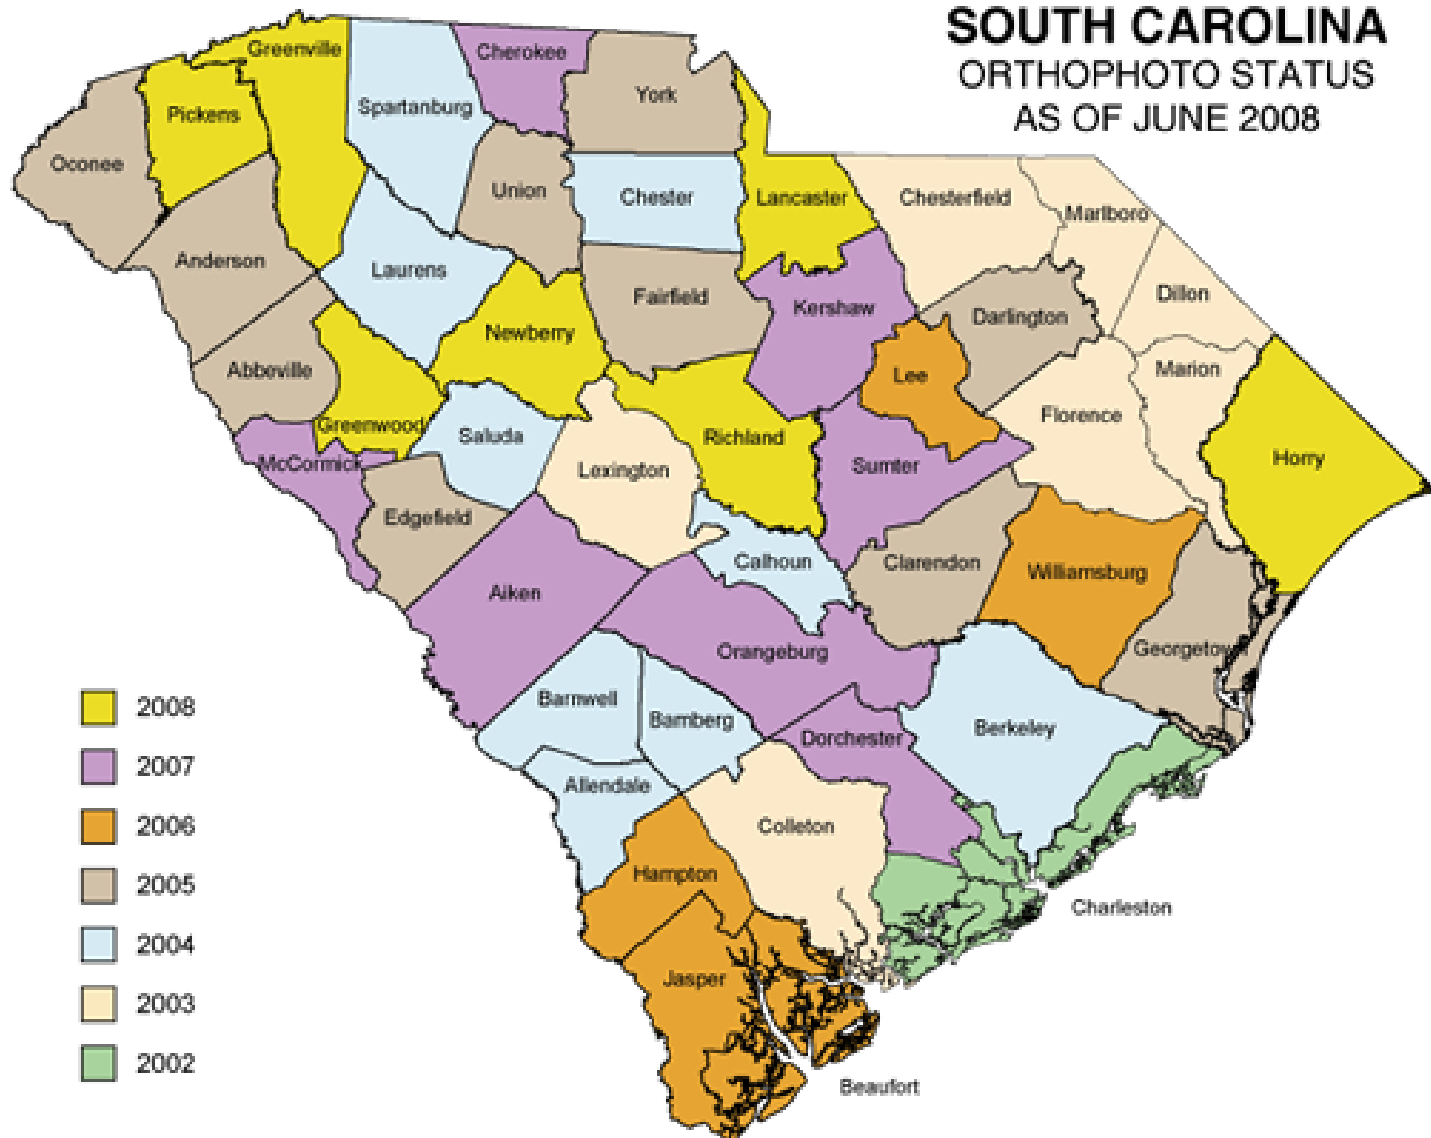 SOUTH CAROLINA
ORTHOPHOTO STATUS
AS OF JUNE 2008
Greenville
Cherokee
Spartanburg
York
Pickens
Oconee
Union
Chester
Lancaster
Chesterfield
Marlboro
Anderson
Laurens
Fairfield
Kershaw
Dillon
Darlington
Newberry
Abbeville
Lee
Marion
Florence
Greenwood
Saluda
Richland
McCormick
Lexington
Sumter
Horry
Edgefield
Calhoun
Clarendon
Williamsburg
Aiken
Orangeburg
Georgetown
Barnwell
Bamberg
Dorchester
Berkeley
Allendale
Colleton
Hampton
Charleston
Jasper
Beaufort
2008
2007
2006
2005
2004
2003
2002